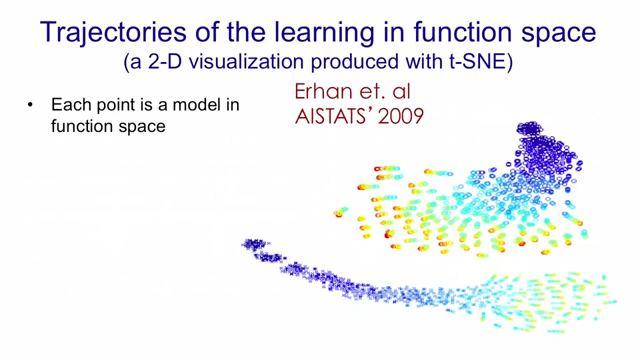 Trajectories of the learning in function space
(a 2-D visualization produced with t-SNE)
Erhan et. al
AISTATS’ 2009
• Each point is a model in
function space